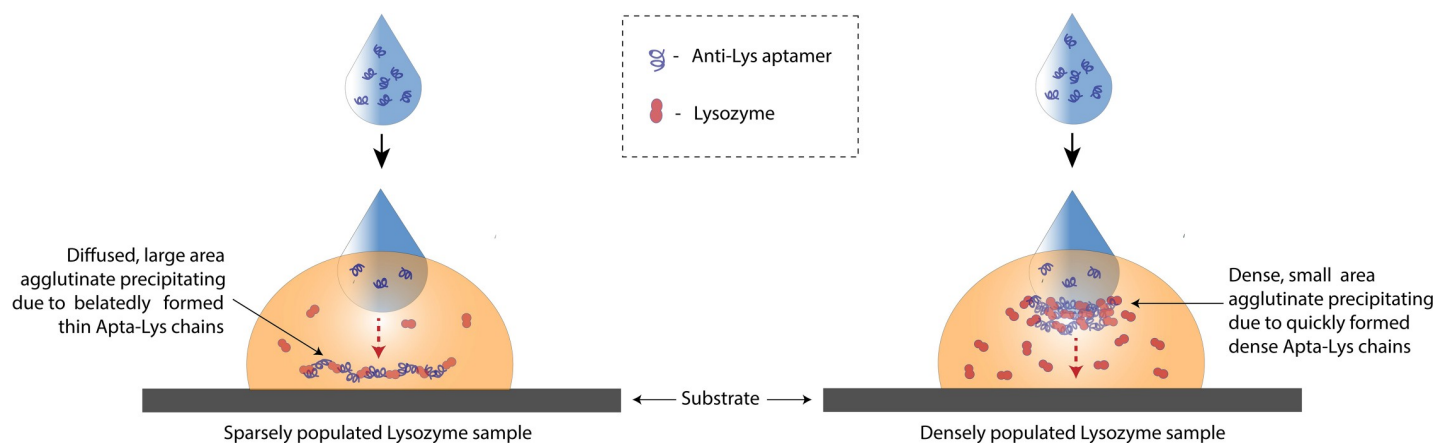 - Anti-Lys aptamer
- Lysozyme
Diffused, large area
agglutinate precipitating
due to belatedly formed
thin Apta-Lys chains
Dense, small area
agglutinate precipitating
due to quickly formed
dense Apta-Lys chains
Substrate
Sparsely populated Lysozyme sample
Densely populated Lysozyme sample